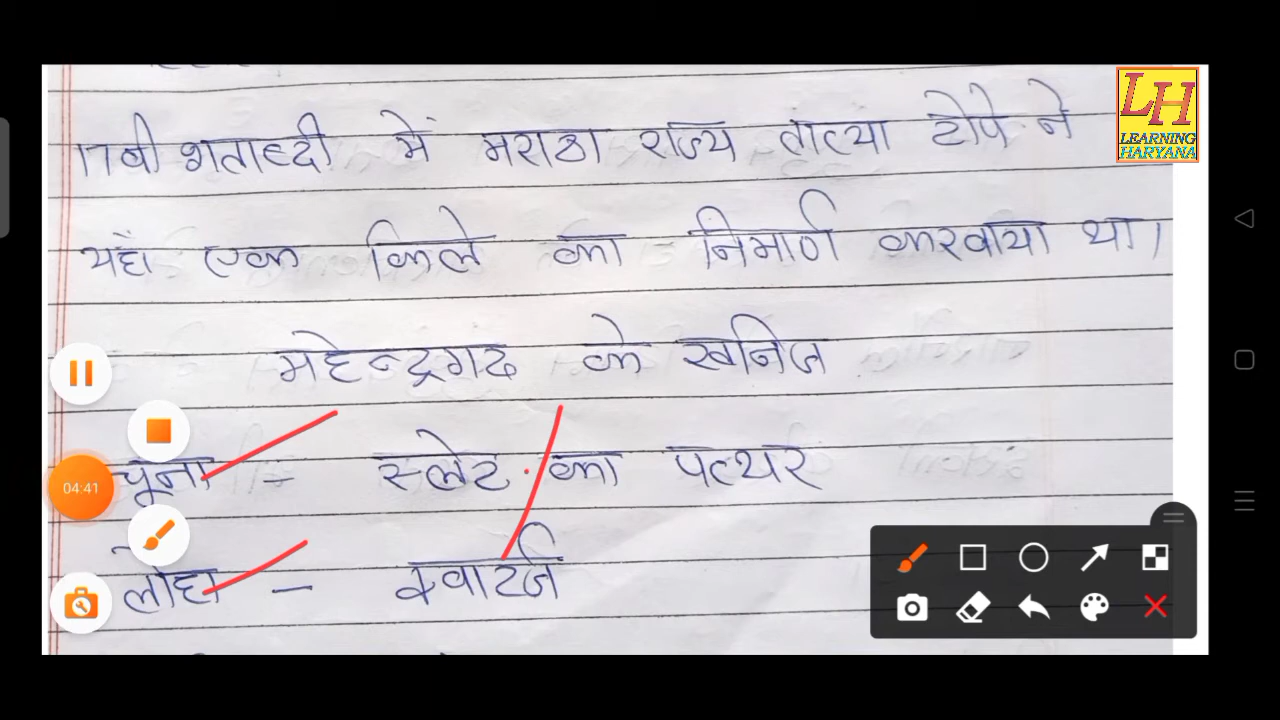 17वी शताब्दी में मराठा राज्य तात्या टोपे ने
यहाँ एक किले का निमार्ण करवाया था।
महेन्द्रगढ के खनिज
चूना - स्लेट का पत्थर
लोहा - क्वार्टज
LH
LEARNING
HARYANA
04:41